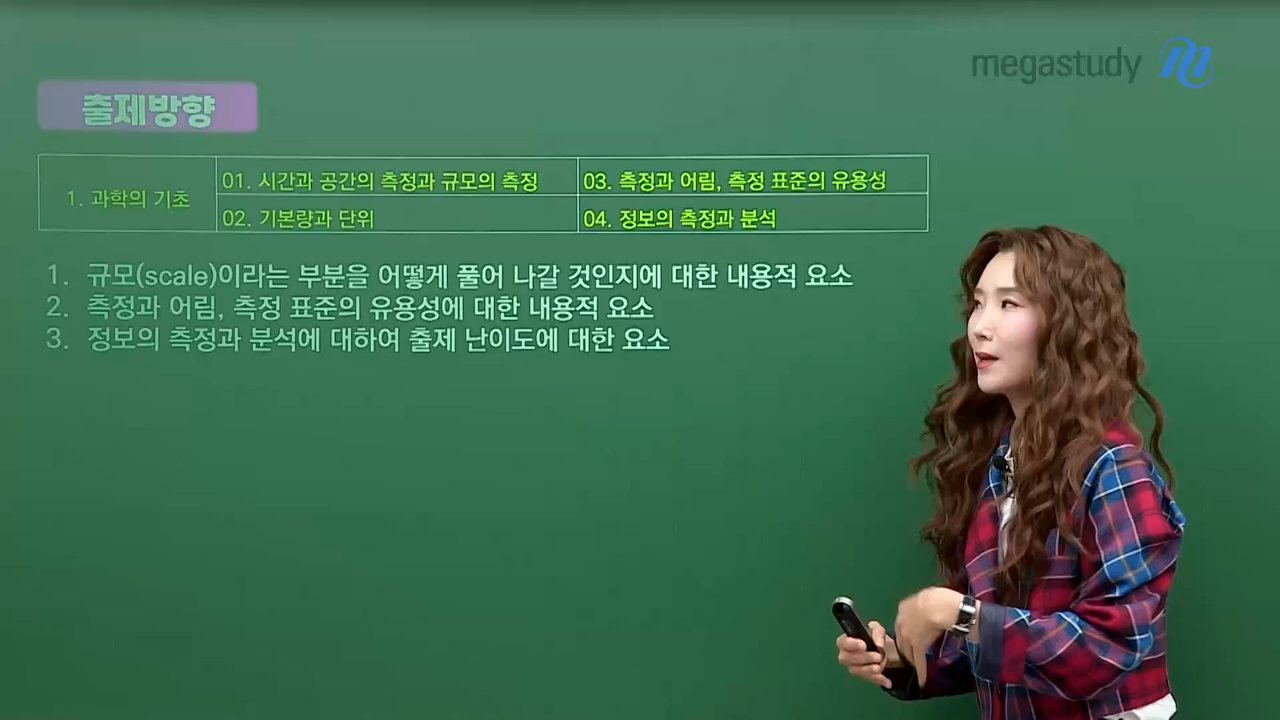 megastudy
출제방향
1. 과학의 기초
01. 시간과 공간의 측정과 규모의 측정
03. 측정과 어림, 측정 표준의 유용성
02. 기본량과 단위
04. 정보의 측정과 분석
1. 규모(scale)이라는 부분을 어떻게 풀어 나갈 것인지에 대한 내용적 요소
2. 측정과 어림, 측정 표준의 유용성에 대한 내용적 요소
3. 정보의 측정과 분석에 대하여 출제 난이도에 대한 요소